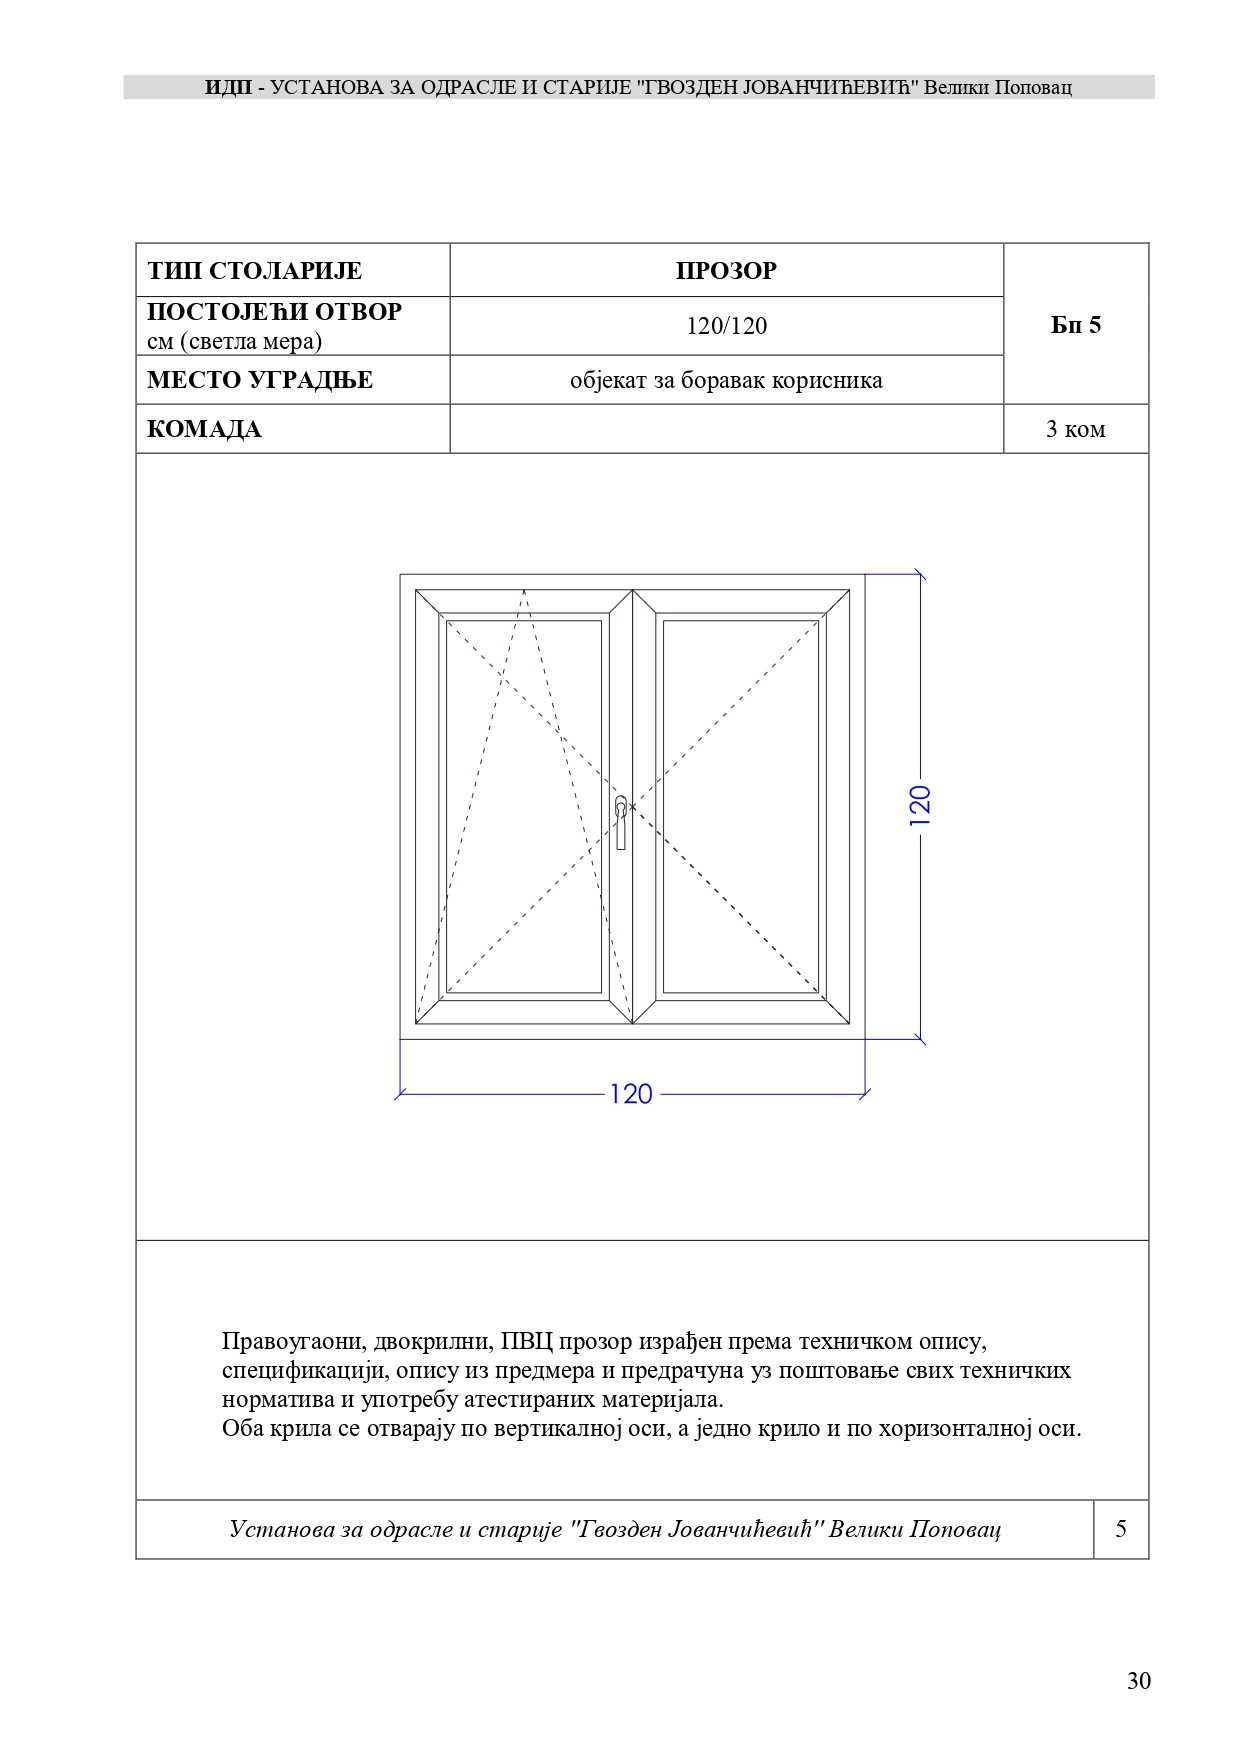 ИДП - УСТАНОВА ЗА ОДРАСЛЕ И СТАРИЈЕ "ГВОЗДЕН ЈОВАНЧИЋЕВИЋ" Велики Поповац
ТИП СТОЛАРИЈЕ
ПРОЗОР
Бп 5
ПОСТОЈЕЋИ ОТВОР
см (светла мера)
120/120
МЕСТО УГРАДЊЕ
објекат за боравак корисника
КОМАДА
3 ком
120
120
Правоугаони, двокрилни, ПВЦ прозор израђен према техничком опису,
спецификацији, опису из предмера и предрачуна уз поштовање свих техничких
норматива и употребу атестираних материјала.
Оба крила се отварају по вертикалној оси, а једно крило и по хоризонталној оси.
Установа за одрасле и старије "Гвозден Јованчићевић" Велики Поповац
5
30